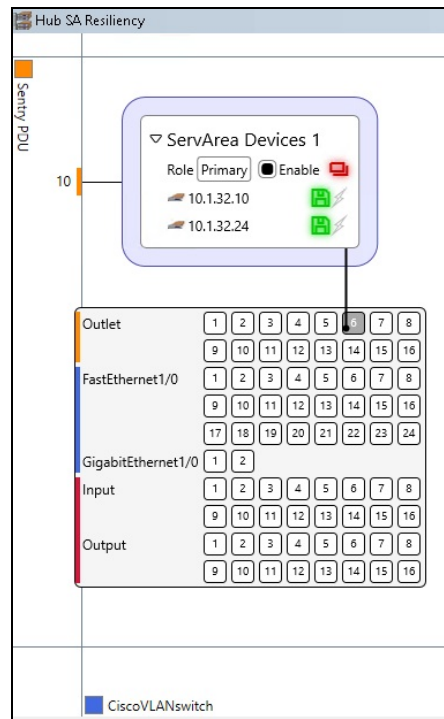 Hub SA Resiliency
Sentry PDU
ServArea Devices 1
Role Primary Enable
10
10.1.32.10
10.1.32.24
Outlet 1 2 3 4 5 6 7 8
9 10 11 12 13 14 15 16
FastEthernet1/0 1 2 3 4 5 6 7 8
9 10 11 12 13 14 15 16
17 18 19 20 21 22 23 24
GigabitEthernet1/0 1 2
Input 1 2 3 4 5 6 7 8
9 10 11 12 13 14 15 16
Output 1 2 3 4 5 6 7 8
9 10 11 12 13 14 15 16
CiscoVLANswitch